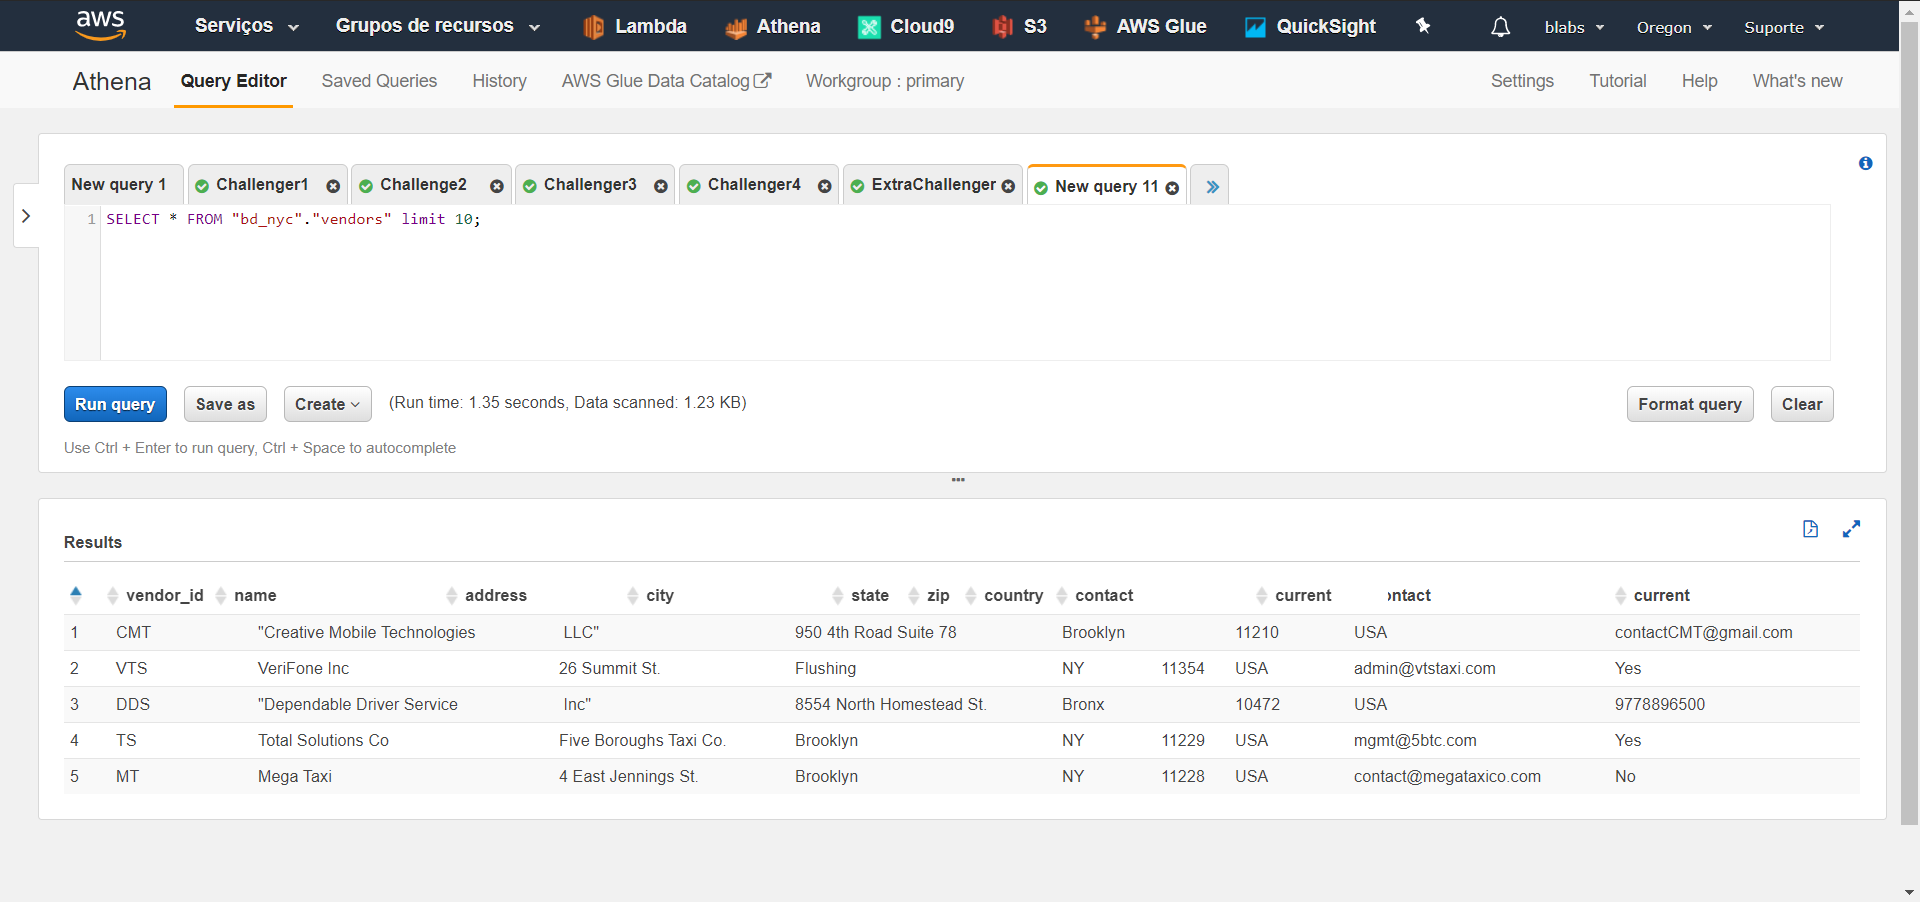 aws Serviços Grupos de recursos Lambda Athena Cloud9 S3 AWS Glue QuickSight blabs Oregon Suporte
Athena Query Editor Saved Queries History AWS Glue Data Catalog Workgroup : primary Settings Tutorial Help What's new
New query 1 Challenger1 Challenge2 Challenger3 Challenger4 ExtraChallenger New query 11 »
1 SELECT * FROM "bd_nyc"."vendors" limit 10;
Run query Save as Create (Run time: 1.35 seconds, Data scanned: 1.23 KB) Format query Clear
Use Ctrl + Enter to run query, Ctrl + Space to autocomplete
Results
vendor_id name address city state zip country contact current ontact current
1 CMT "Creative Mobile Technologies LLC" 950 4th Road Suite 78 Brooklyn 11210 USA contactCMT@gmail.com
2 VTS VeriFone Inc 26 Summit St. Flushing NY 11354 USA admin@vtstaxi.com Yes
3 DDS "Dependable Driver Service Inc" 8554 North Homestead St. Bronx 10472 USA 9778896500
4 TS Total Solutions Co Five Boroughs Taxi Co. Brooklyn NY 11229 USA mgmt@5btc.com Yes
5 MT Mega Taxi 4 East Jennings St. Brooklyn NY 11228 USA contact@megataxico.com No